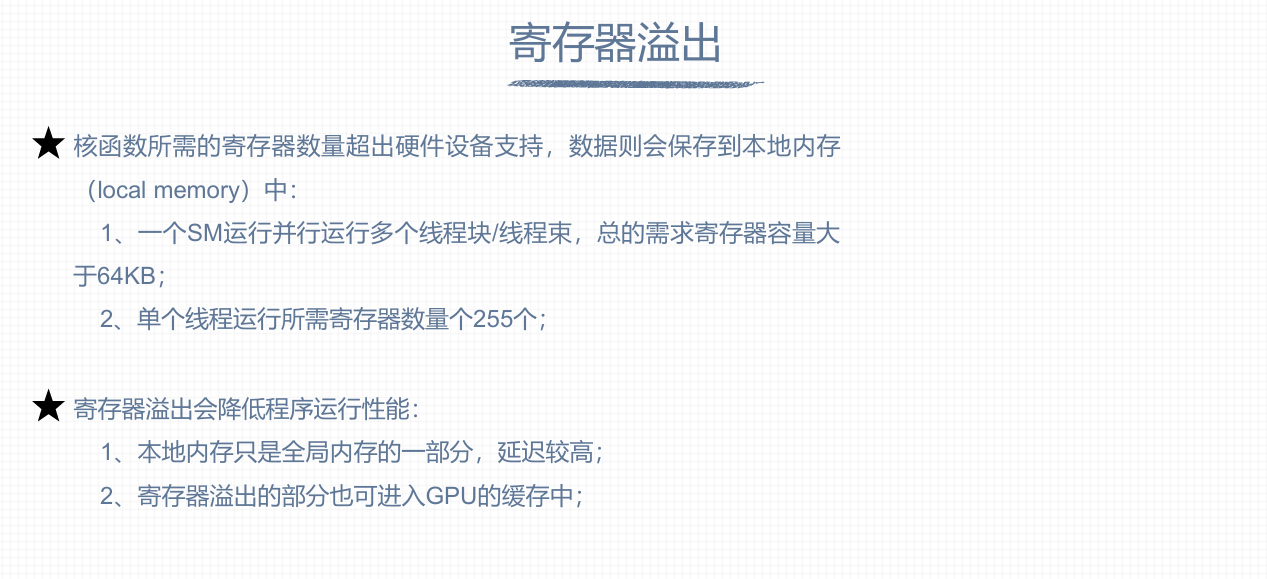 寄存器溢出
★ 核函数所需的寄存器数量超出硬件设备支持，数据则会保存到本地内存
（local memory）中：
1、一个SM运行并行运行多个线程块/线程束，总的需求寄存器容量大
于64KB；
2、单个线程运行所需寄存器数量个255个；
★ 寄存器溢出会降低程序运行性能：
1、本地内存只是全局内存的一部分，延迟较高；
2、寄存器溢出的部分也可进入GPU的缓存中；